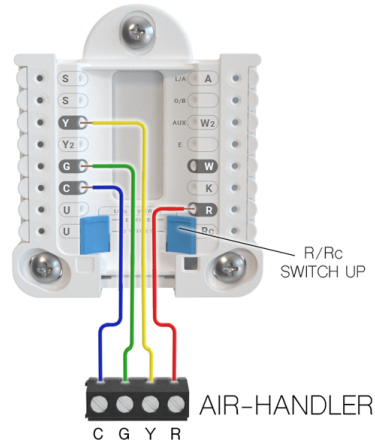 S L/A A
S O/B
Y AUX W2
Y2 E
G W
C K
U R
U Rc
R/Rc
SWITCH UP
AIR-HANDLER
C G Y R